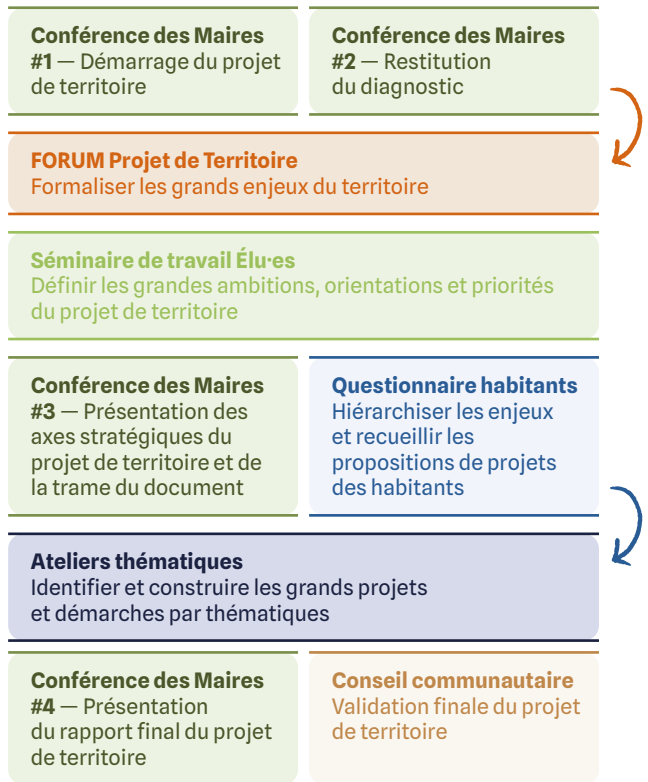 Conférence des Maires
#1 — Démarrage du projet
de territoire
Conférence des Maires
#2 — Restitution
du diagnostic
FORUM Projet de Territoire
Formaliser les grands enjeux du territoire
Séminaire de travail Élu·es
Définir les grandes ambitions, orientations et priorités
du projet de territoire
Conférence des Maires
#3 — Présentation des
axes stratégiques du
projet de territoire et de
la trame du document
Questionnaire habitants
Hiérarchiser les enjeux
et recueillir les
propositions de projets
des habitants
Ateliers thématiques
Identifier et construire les grands projets
et démarches par thématiques
Conférence des Maires
#4 — Présentation
du rapport final du projet
de territoire
Conseil communautaire
Validation finale du projet
de territoire